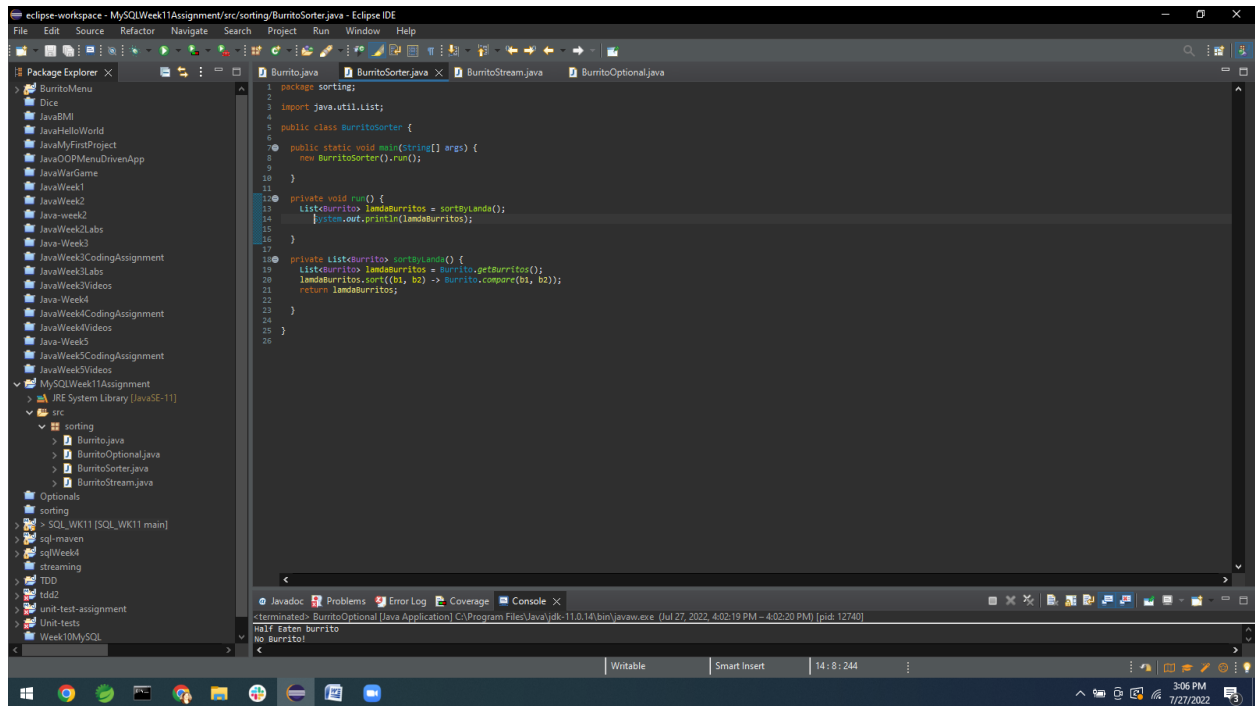 eclipse-workspace - MySQLWeek11Assignment/src/sorting/BurritoSorter.java - Eclipse IDE
File Edit Source Refactor Navigate Search Project Run Window Help
Package Explorer
Burrito.java BurritoSorter.java BurritoStream.java BurritoOptional.java
BurritoMenu
Dice
JavaBMI
JavaHelloWorld
JavaMyFirstProject
JavaOOPMenuDrivenApp
JavaWarGame
JavaWeek1
JavaWeek2
Java-week2
JavaWeek2Labs
Java-Week3
JavaWeek3CodingAssignment
JavaWeek3Labs
JavaWeek3Videos
Java-Week4
JavaWeek4CodingAssignment
JavaWeek4Videos
Java-Week5
JavaWeek5CodingAssignment
JavaWeek5Videos
MySQLWeek11Assignment
JRE System Library [JavaSE-11]
src
sorting
Burrito.java
BurritoOptional.java
BurritoSorter.java
BurritoStream.java
Optionals
sorting
> SQL_WK11 [SQL_WK11 main]
sql-maven
sqlWeek4
streaming
TDD
tdd2
unit-test-assignment
Unit-tests
Week10MySQL
1 package sorting;
2
3 import java.util.List;
4
5 public class BurritoSorter {
6
7 public static void main(String[] args) {
8 new BurritoSorter().run();
9
10 }
11
12 private void run() {
13 List<Burrito> lamdaBurritos = sortByLanda();
14 System.out.println(lamdaBurritos);
15
16 }
17
18 private List<Burrito> sortByLanda() {
19 List<Burrito> lamdaBurritos = Burrito.getBurritos();
20 lamdaBurritos.sort((b1, b2) -> Burrito.compare(b1, b2));
21 return lamdaBurritos;
22
23 }
24
25 }
26
Javadoc Problems Error Log Coverage Console
<terminated> BurritoOptional [Java Application] C:\Program Files\Java\jdk-11.0.14\bin\javaw.exe (Jul 27, 2022, 4:02:19 PM – 4:02:20 PM) [pid: 12740]
Half Eaten burrito
No Burrito!
Writable Smart Insert 14 : 8 : 244
3:06 PM
7/27/2022
3